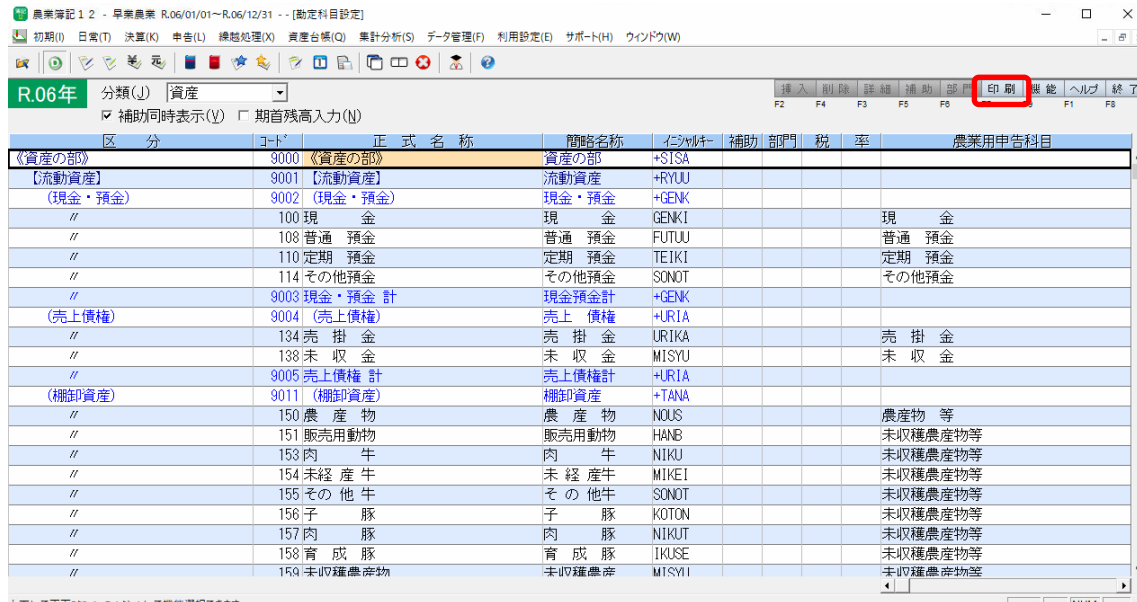 農業簿記12 - 早業農業 R.06/01/01～R.06/12/31 - - [勘定科目設定]
初期(I) 日常(T) 決算(K) 申告(L) 繰越処理(X) 資産台帳(Q) 集計分析(S) データ管理(F) 利用設定(E) サポート(H) ウィンドウ(W)
R.06年 分類(J) 資産
挿 入 削 除 詳 細 補 助 部 門 印 刷 機 能 ヘルプ 終 了
F2 F4 F3 F5 F6 F1 F8
補助同時表示(Y) 期首残高入力(N)
区 分 コード 正 式 名 称 簡略名称 イニシャルキー 補助 部門 税 率 農業用申告科目
《資産の部》 9000 《資産の部》 資産の部 +SISA
【流動資産】 9001 【流動資産】 流動資産 +RYUU
(現金・預金) 9002 (現金・預金) 現金・預金 +GENK
〃 100 現 金 現 金 GENKI 現 金
〃 108 普通 預金 普通 預金 FUTUU 普通 預金
〃 110 定期 預金 定期 預金 TEIKI 定期 預金
〃 114 その他預金 その他預金 SONOT その他預金
〃 9003 現金・預金 計 現金預金計 +GENK
(売上債権) 9004 (売上債権) 売上 債権 +URIA
〃 134 売 掛 金 売 掛 金 URIKA 売 掛 金
〃 138 未 収 金 未 収 金 MISYU 未 収 金
〃 9005 売上債権 計 売上債権計 +URIA
(棚卸資産) 9011 (棚卸資産) 棚卸資産 +TANA
〃 150 農 産 物 農 産 物 NOUS 農産物 等
〃 151 販売用動物 販売用動物 HANB 未収穫農産物等
〃 153 肉 牛 肉 牛 NIKU 未収穫農産物等
〃 154 未経 産 牛 未 経 産牛 MIKEI 未収穫農産物等
〃 155 その 他 牛 そ の 他牛 SONOT 未収穫農産物等
〃 156 子 豚 子 豚 KOTON 未収穫農産物等
〃 157 肉 豚 肉 豚 NIKUT 未収穫農産物等
〃 158 育 成 豚 育 成 豚 IKUSE 未収穫農産物等
〃 159 未収穫農産物 未収穫農産 MISYU 未収穫農産物等
NUM